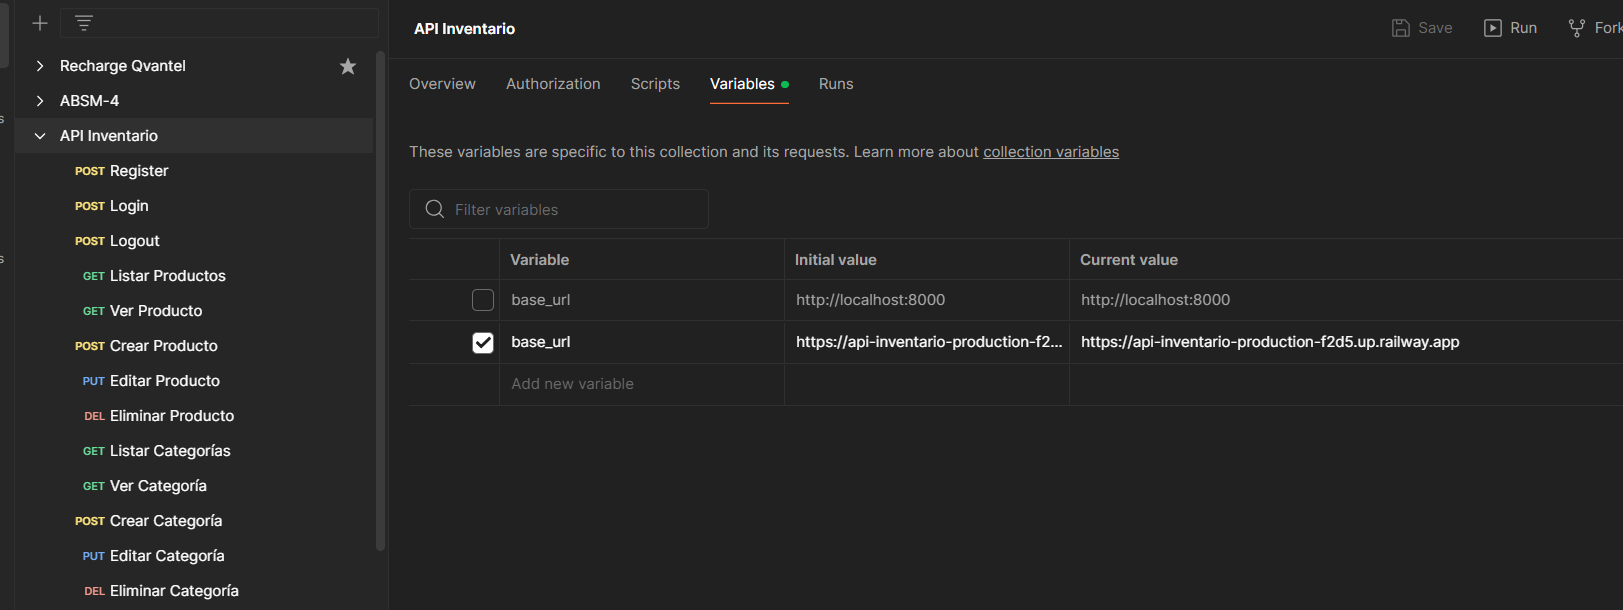 API Inventario
Save
Run
Fork
Recharge Qvantel
ABSM-4
API Inventario
POST Register
POST Login
POST Logout
GET Listar Productos
GET Ver Producto
POST Crear Producto
PUT Editar Producto
DEL Eliminar Producto
GET Listar Categorías
GET Ver Categoría
POST Crear Categoría
PUT Editar Categoría
DEL Eliminar Categoría
Overview Authorization Scripts Variables Runs
These variables are specific to this collection and its requests. Learn more about collection variables
Filter variables
Variable Initial value Current value
base_url http://localhost:8000 http://localhost:8000
base_url https://api-inventario-production-f2... https://api-inventario-production-f2d5.up.railway.app
Add new variable